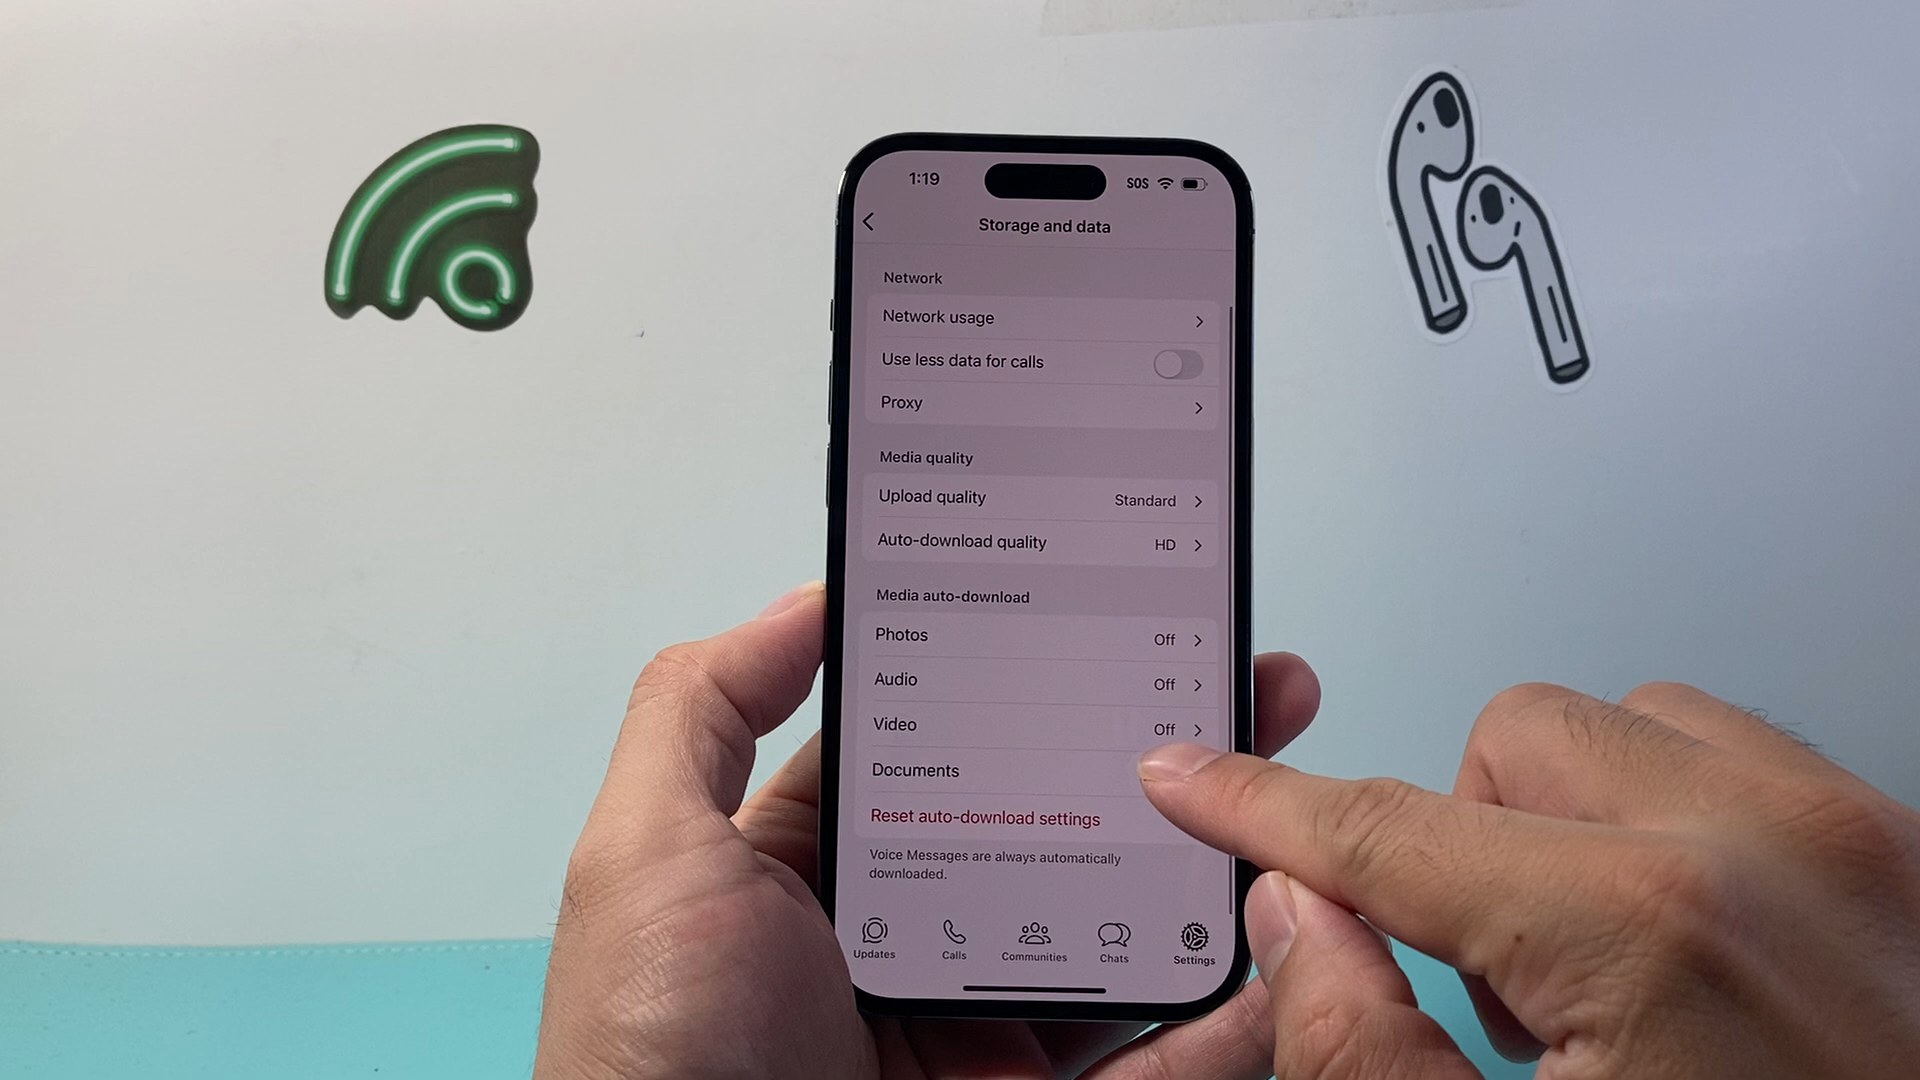 1:19
SOS
Storage and data
Network
Network usage
Use less data for calls
Proxy
Media quality
Upload quality Standard
Auto-download quality HD
Media auto-download
Photos Off
Audio Off
Video Off
Documents
Reset auto-download settings
Voice Messages are always automatically
downloaded.
Updates Calls Communities Chats Settings